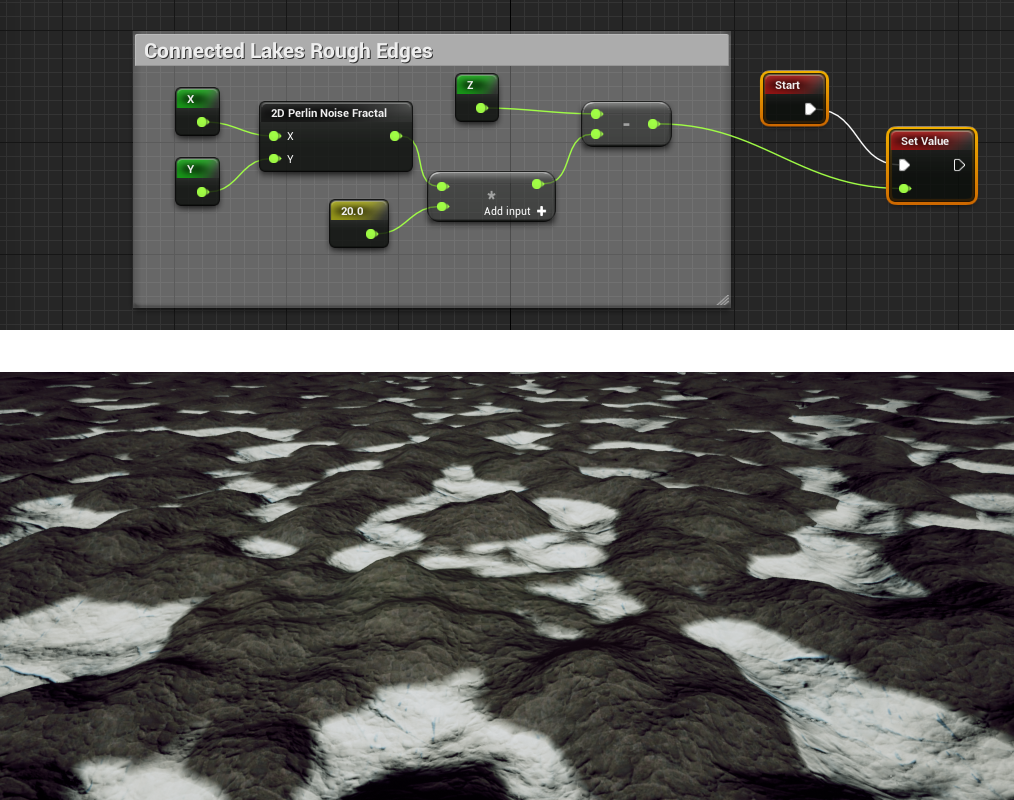 Connected Lakes Rough Edges
X
2D Perlin Noise Fractal
X
Y
Y
20.0
Z
*
Add input +
-
Start
Set Value